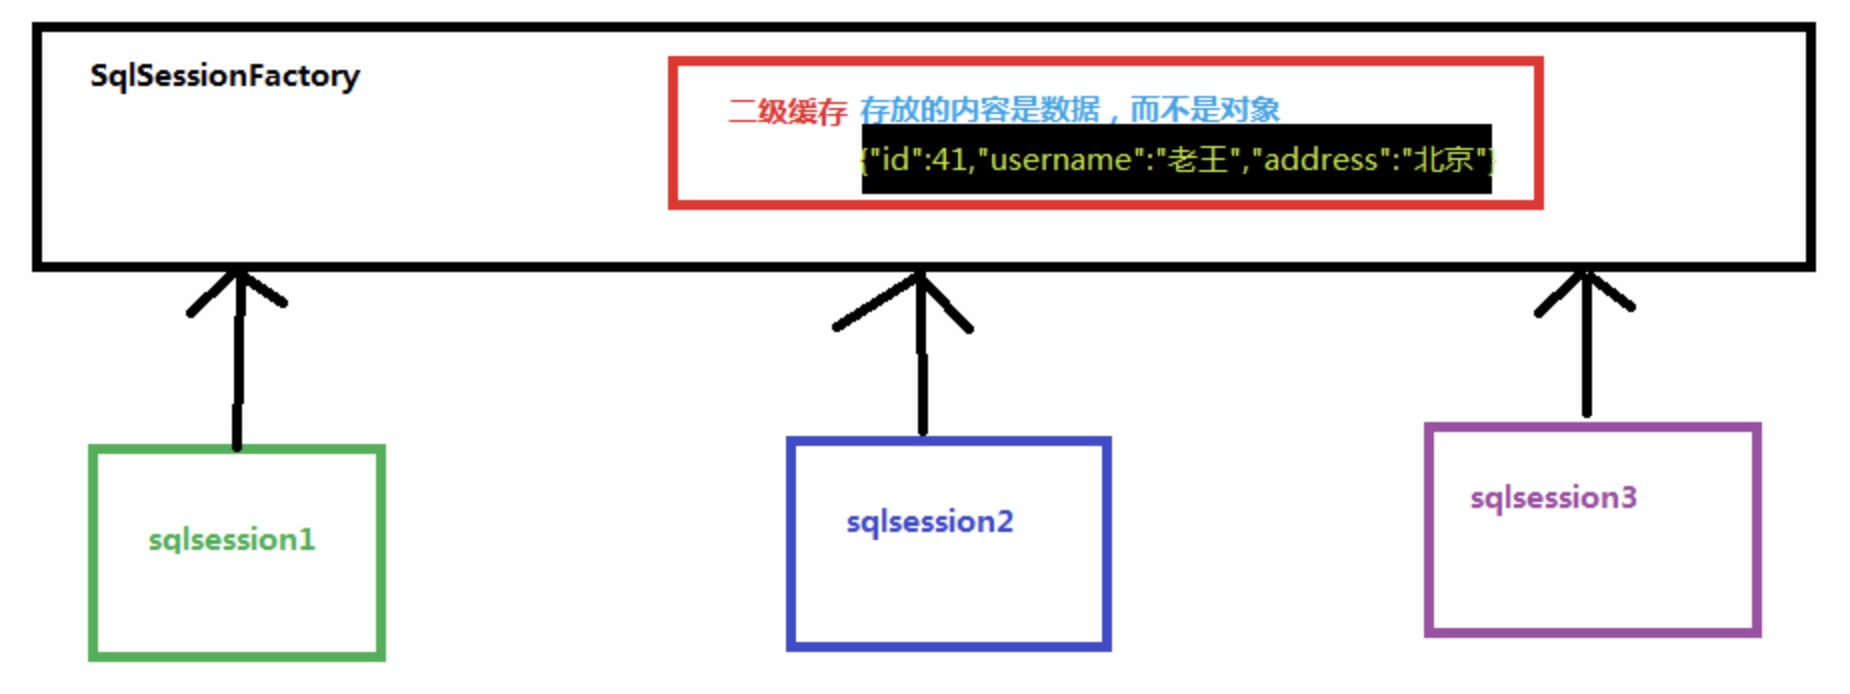 SqlSessionFactory
二级缓存 存放的内容是数据，而不是对象
{"id":41,"username":"老王","address":"北京"}
sqlsession1
sqlsession2
sqlsession3